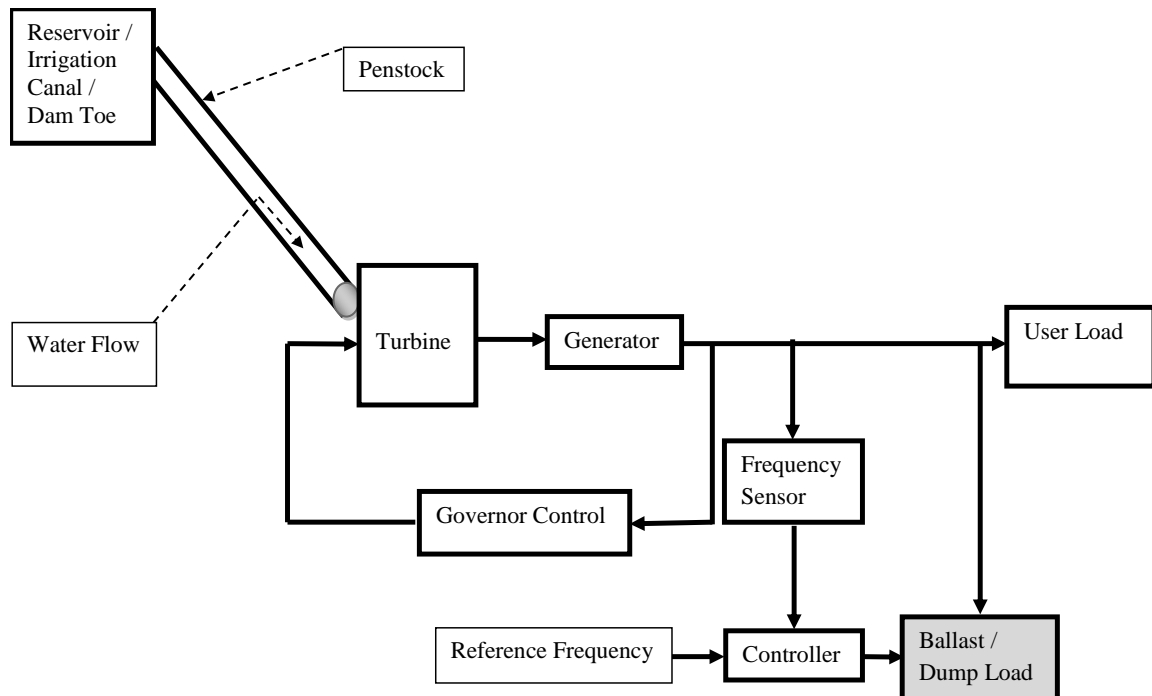 Reservoir /
Irrigation
Canal /
Dam Toe
Penstock
Water Flow
Turbine
Generator
User Load
Frequency
Sensor
Governor Control
Reference Frequency
Controller
Ballast /
Dump Load